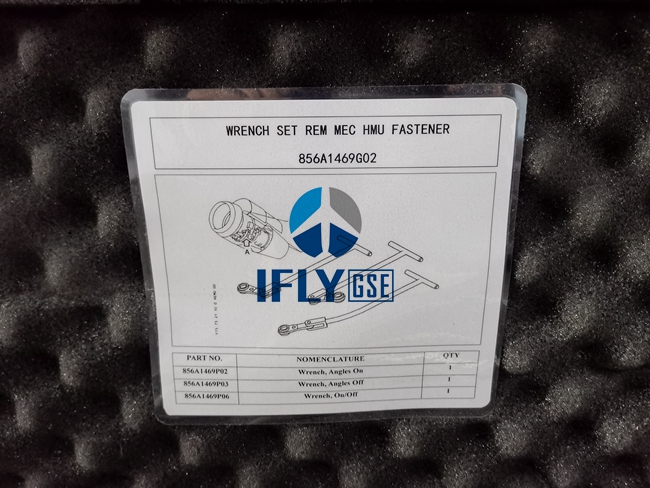 WRENCH SET REM MEC HMU FASTENER
856A1469G02
A
IFLY GSE
PART NO. NOMENCLATURE QTY
856A1469P02 Wrench, Angles On 1
856A1469P03 Wrench, Angles Off 1
856A1469P06 Wrench, On/Off 1